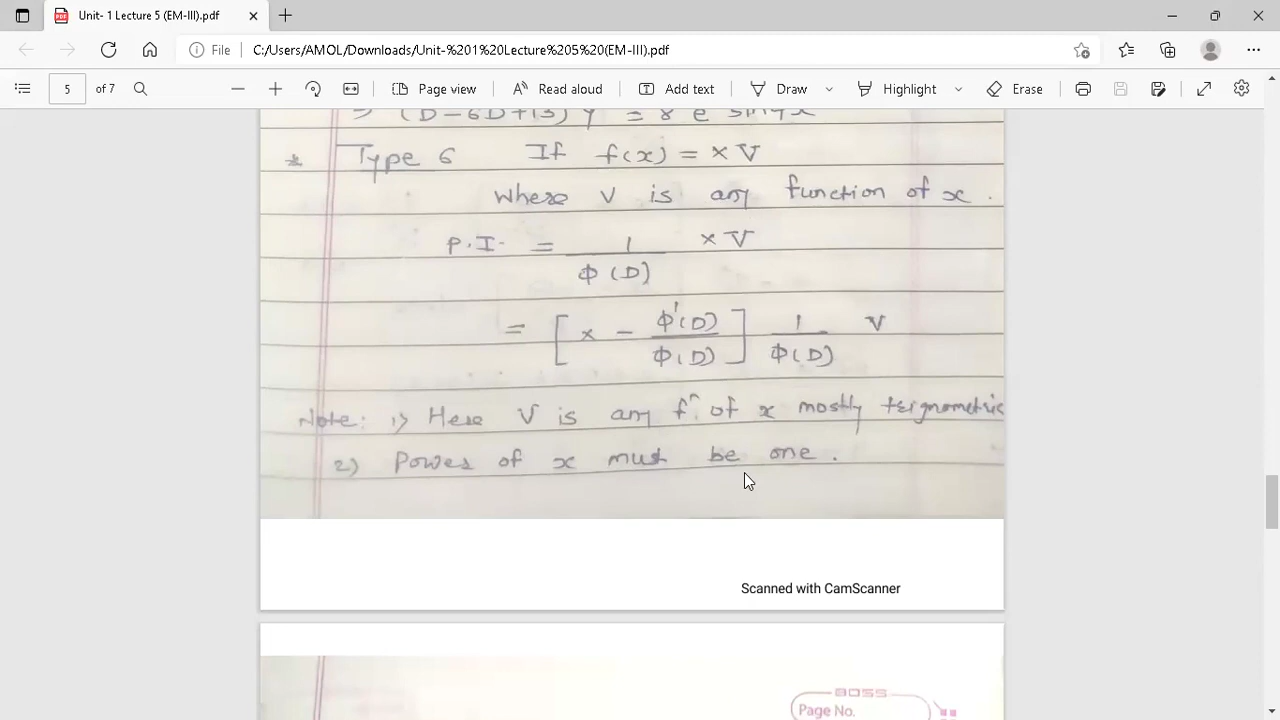 Unit- 1 Lecture 5 (EM-III).pdf
File C:/Users/AMOL/Downloads/Unit-%201%20Lecture%205%20(EM-III).pdf
5 of 7 Page view Read aloud Add text Draw Highlight Erase
Type 6 If f(x) = x V
Where V is any function of x .
P.I. = 1/ϕ(D) x V
= [x - ϕ'(D)/ϕ(D)] 1/ϕ(D) V
Note: 1) Here V is any fⁿ of x mostly trignometric
2) Power of x must be one .
Scanned with CamScanner
BOSS
Page No.